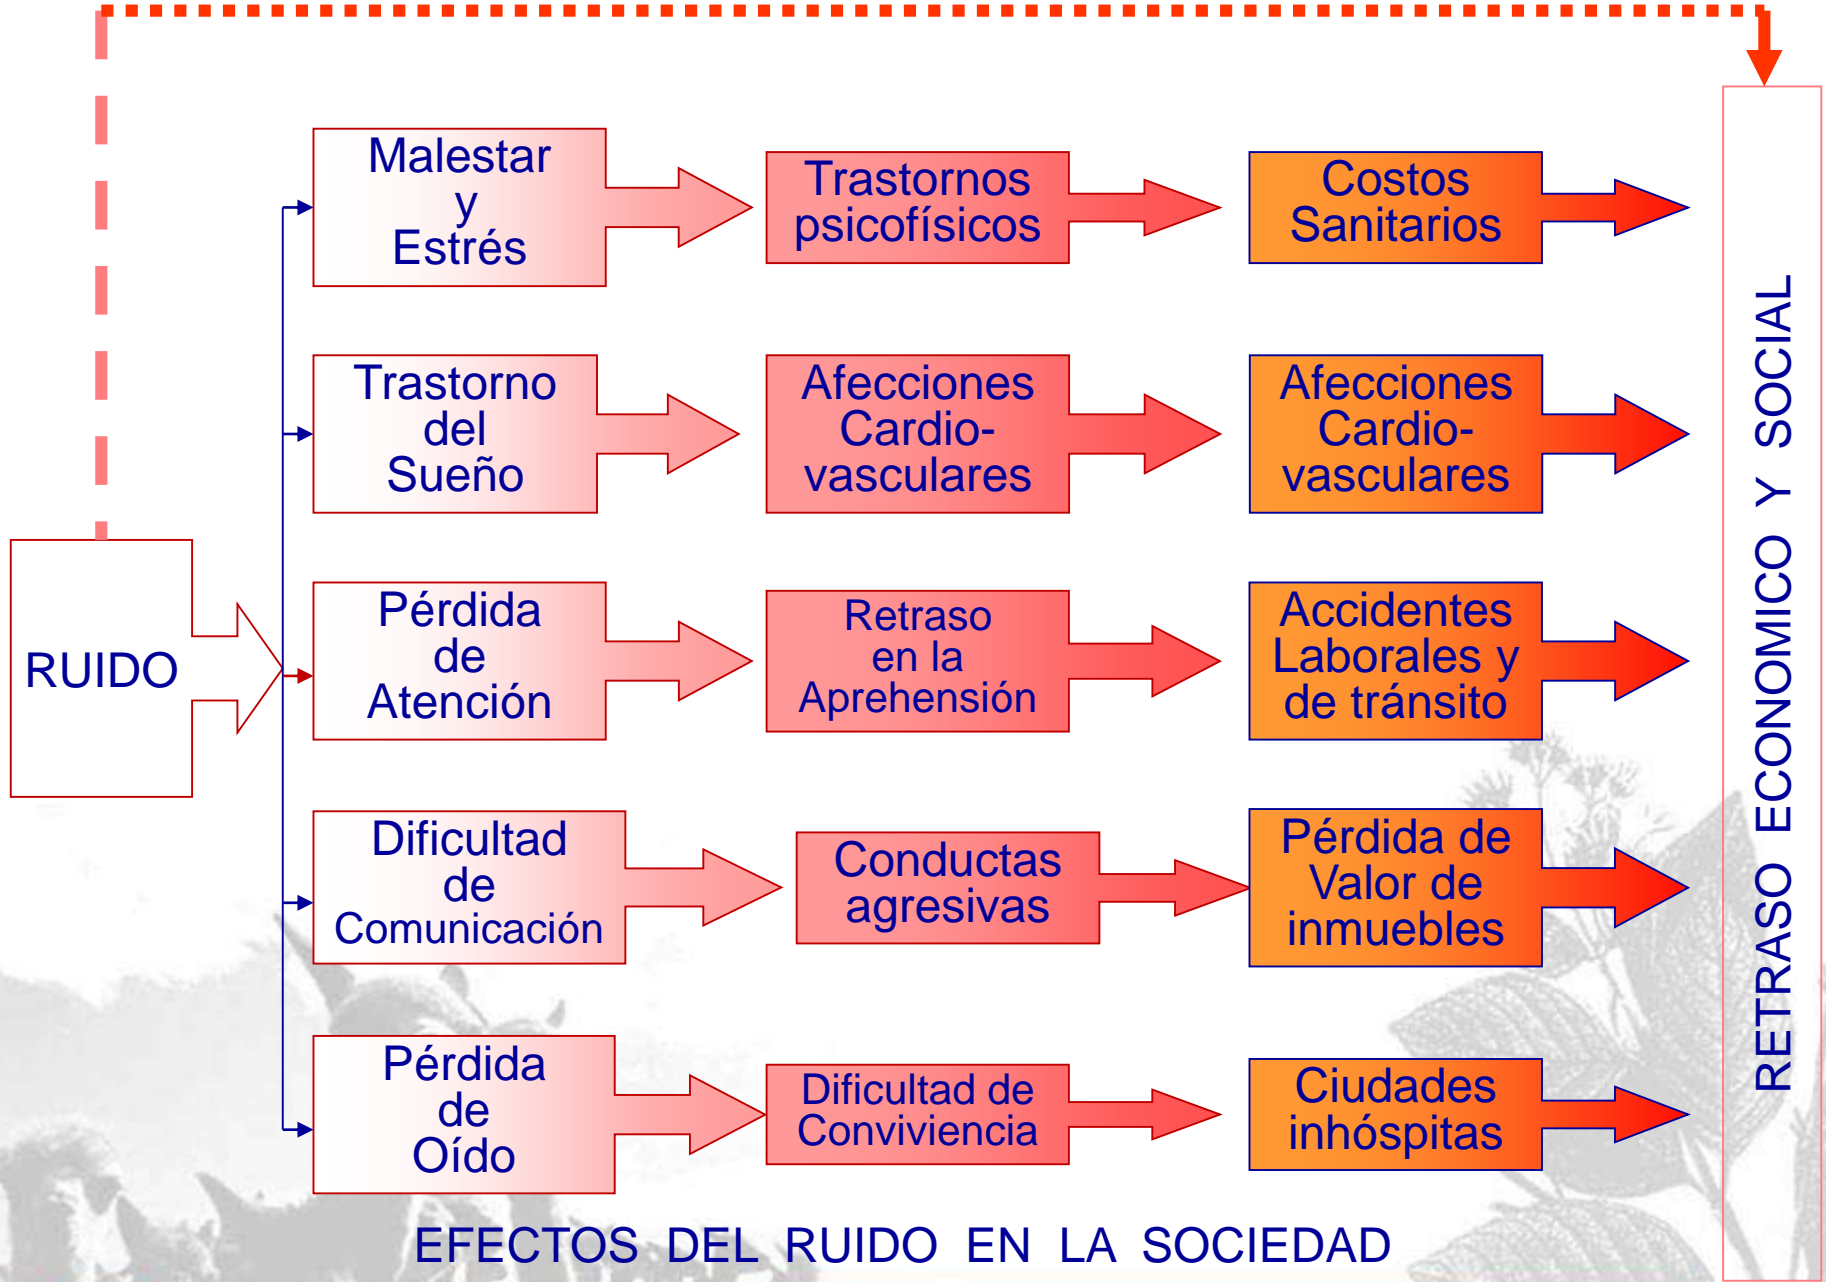 RUIDO
Malestar
y
Estrés
Trastornos
psicofísicos
Costos
Sanitarios
Trastorno
del
Sueño
Afecciones
Cardio-
vasculares
Afecciones
Cardio-
vasculares
Pérdida
de
Atención
Retraso
en la
Aprehensión
Accidentes
Laborales y
de tránsito
Dificultad
de
Comunicación
Conductas
agresivas
Pérdida de
Valor de
inmuebles
Pérdida
de
Oído
Dificultad de
Conviviencia
Ciudades
inhóspitas
RETRASO ECONOMICO Y SOCIAL
EFECTOS DEL RUIDO EN LA SOCIEDAD